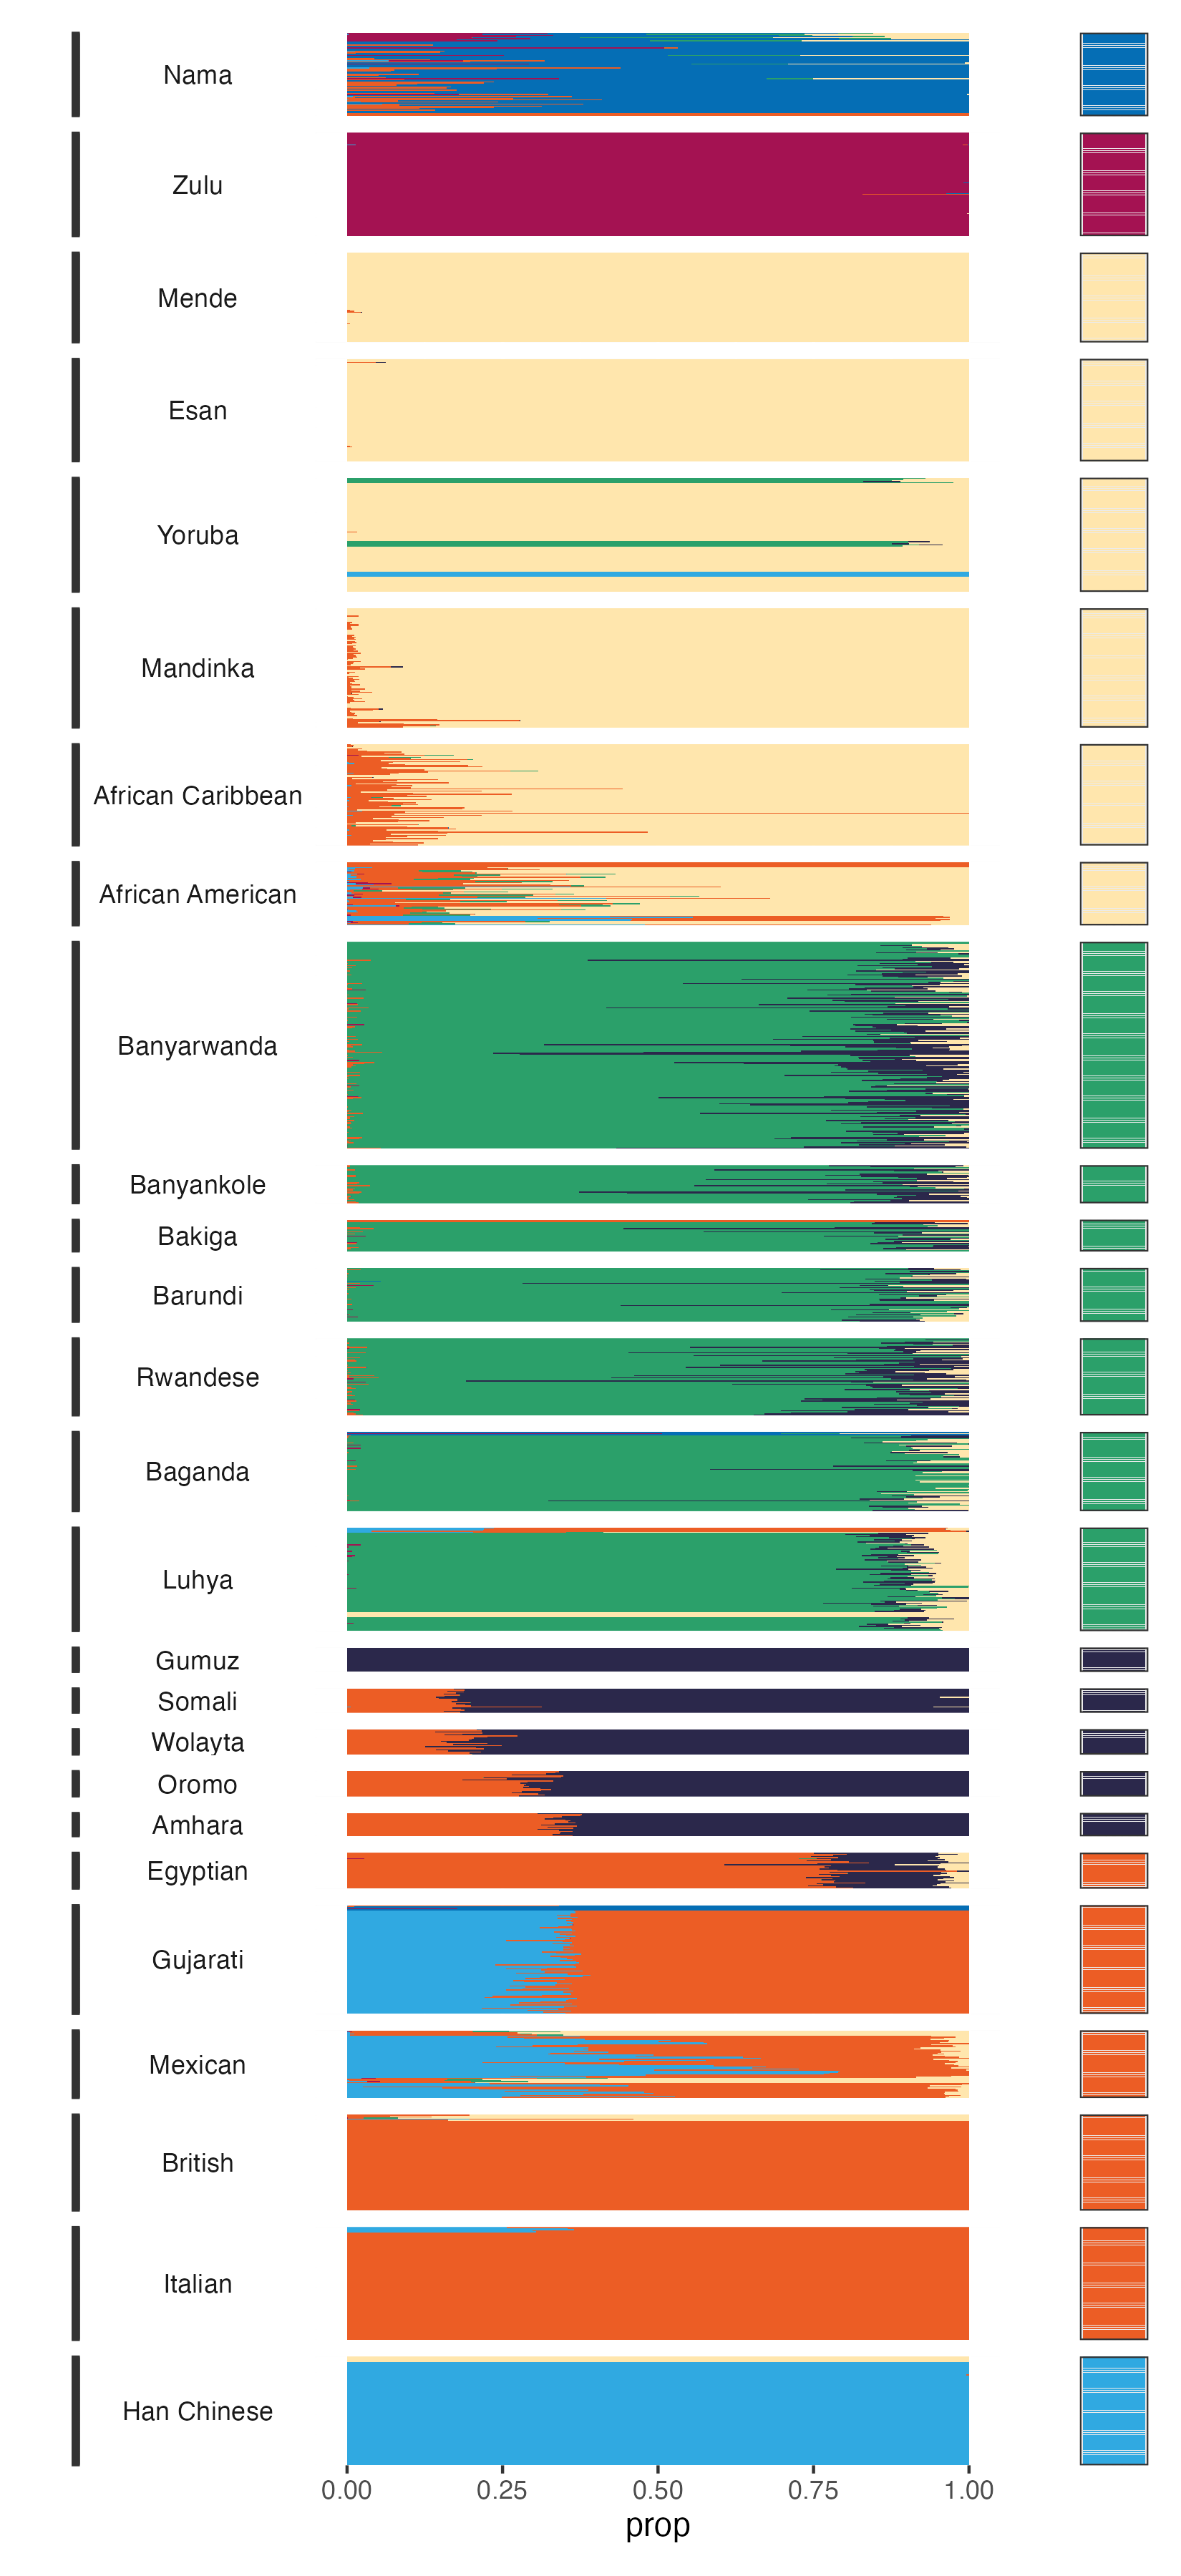 Nama
Zulu
Mende
Esan
Yoruba
Mandinka
African Caribbean
African American
Banyarwanda
Banyankole
Bakiga
Barundi
Rwandese
Baganda
Luhya
Gumuz
Somali
Wolayta
Oromo
Amhara
Egyptian
Gujarati
Mexican
British
Italian
Han Chinese
0.00 0.25 0.50 0.75 1.00
prop